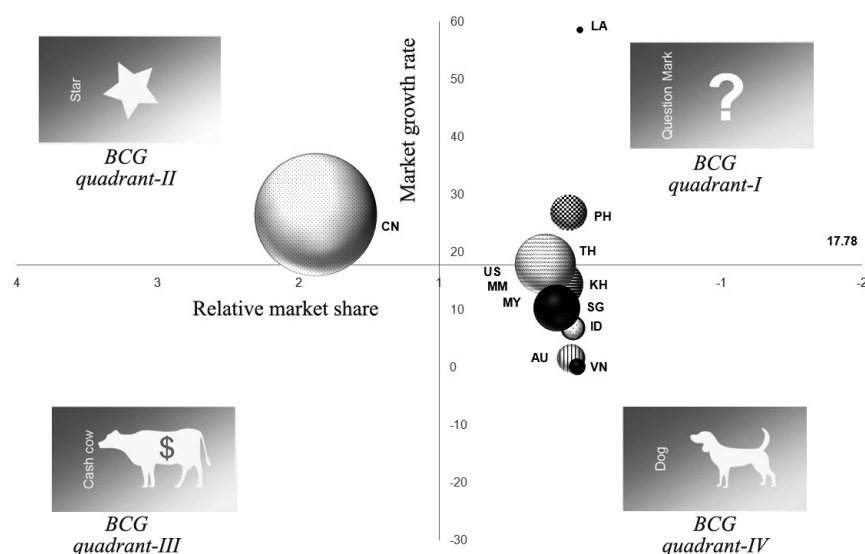 60
LA
Star
Market growth rate
50
Question Mark
?
BCG
quadrant-II
40
BCG
quadrant-I
30
PH
CN
17.78
20
TH
US
4
3
2
1
-1
-2
MM
KH
Relative market share
MY
10
SG
ID
AU
0
VN
-10
Cash cow
$
Dog
-20
BCG
quadrant-III
-30
BCG
quadrant-IV